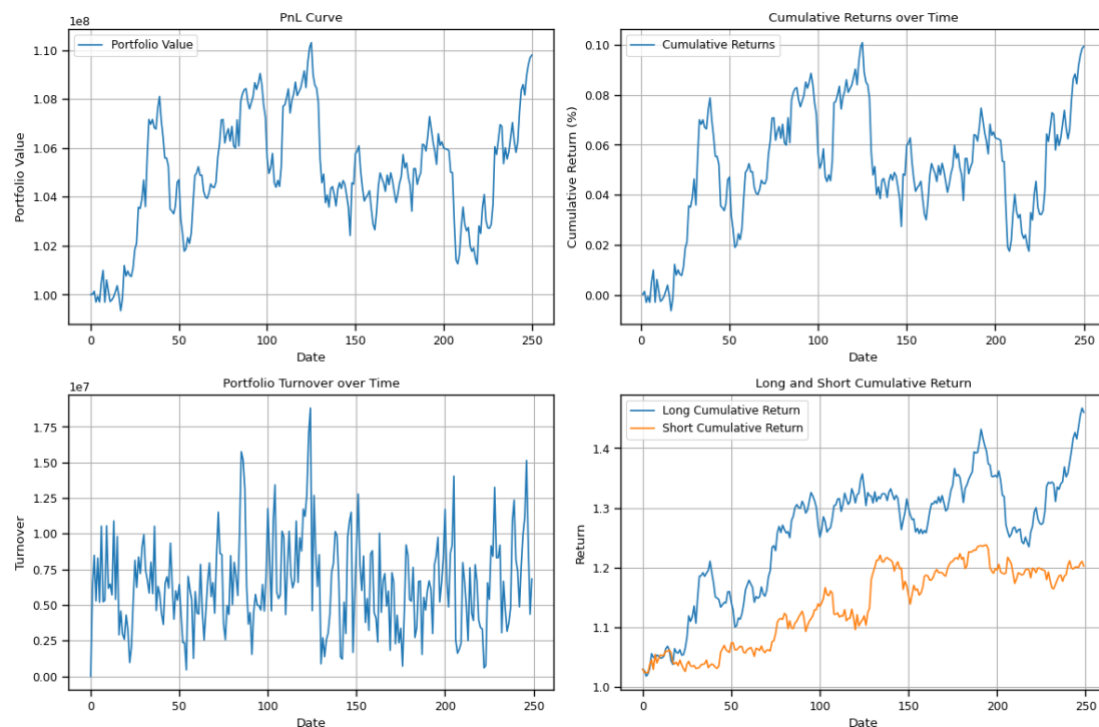 PnL Curve
1e8
Portfolio Value
1.10
1.08
1.06
1.04
1.02
1.00
Portfolio Value
0
50
100
150
200
250
Date
Cumulative Returns over Time
Cumulative Returns
0.10
0.08
0.06
0.04
0.02
0.00
Cumulative Return (%)
0
50
100
150
200
250
Date
Portfolio Turnover over Time
1e7
1.75
1.50
1.25
1.00
0.75
0.50
0.25
0.00
Turnover
0
50
100
150
200
250
Date
Long and Short Cumulative Return
Long Cumulative Return
Short Cumulative Return
1.4
1.3
1.2
1.1
1.0
Return
0
50
100
150
200
250
Date